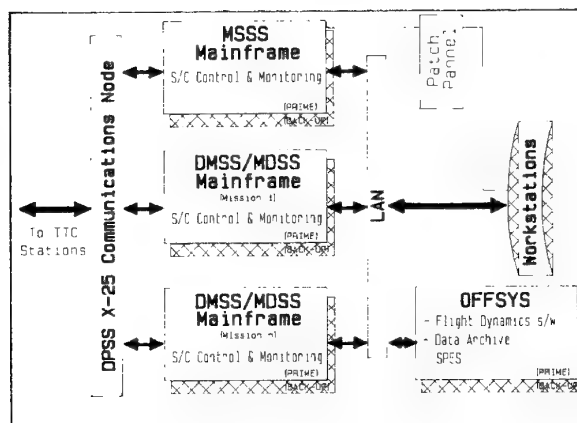 DPSS X-25 Communications Node
To TTC
Stations
MSSS
Mainframe
S/C Control & Monitoring
(PRIME)
(BACK-UP)
DMSS/MDSS
Mainframe
(Mission 1)
S/C Control & Monitoring
(PRIME)
(BACK-UP)
DMSS/MDSS
Mainframe
(Mission n)
S/C Control & Monitoring
(PRIME)
(BACK-UP)
LAN
Patch
Pannel
Workstations
OFFSYS
- Flight Dynamics s/w
- Data Archive
SPES
(PRIME)
(BACK-UP)